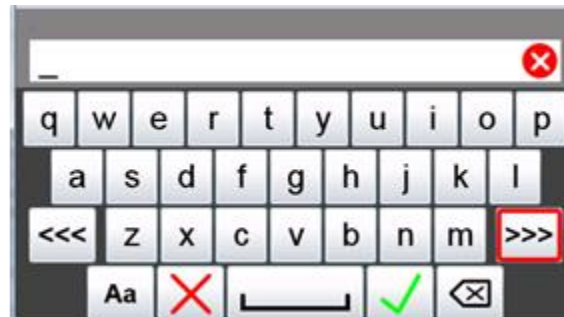 _
q w e r t y u i o p
a s d f g h j k l
<<< z x c v b n m >>>
Aa